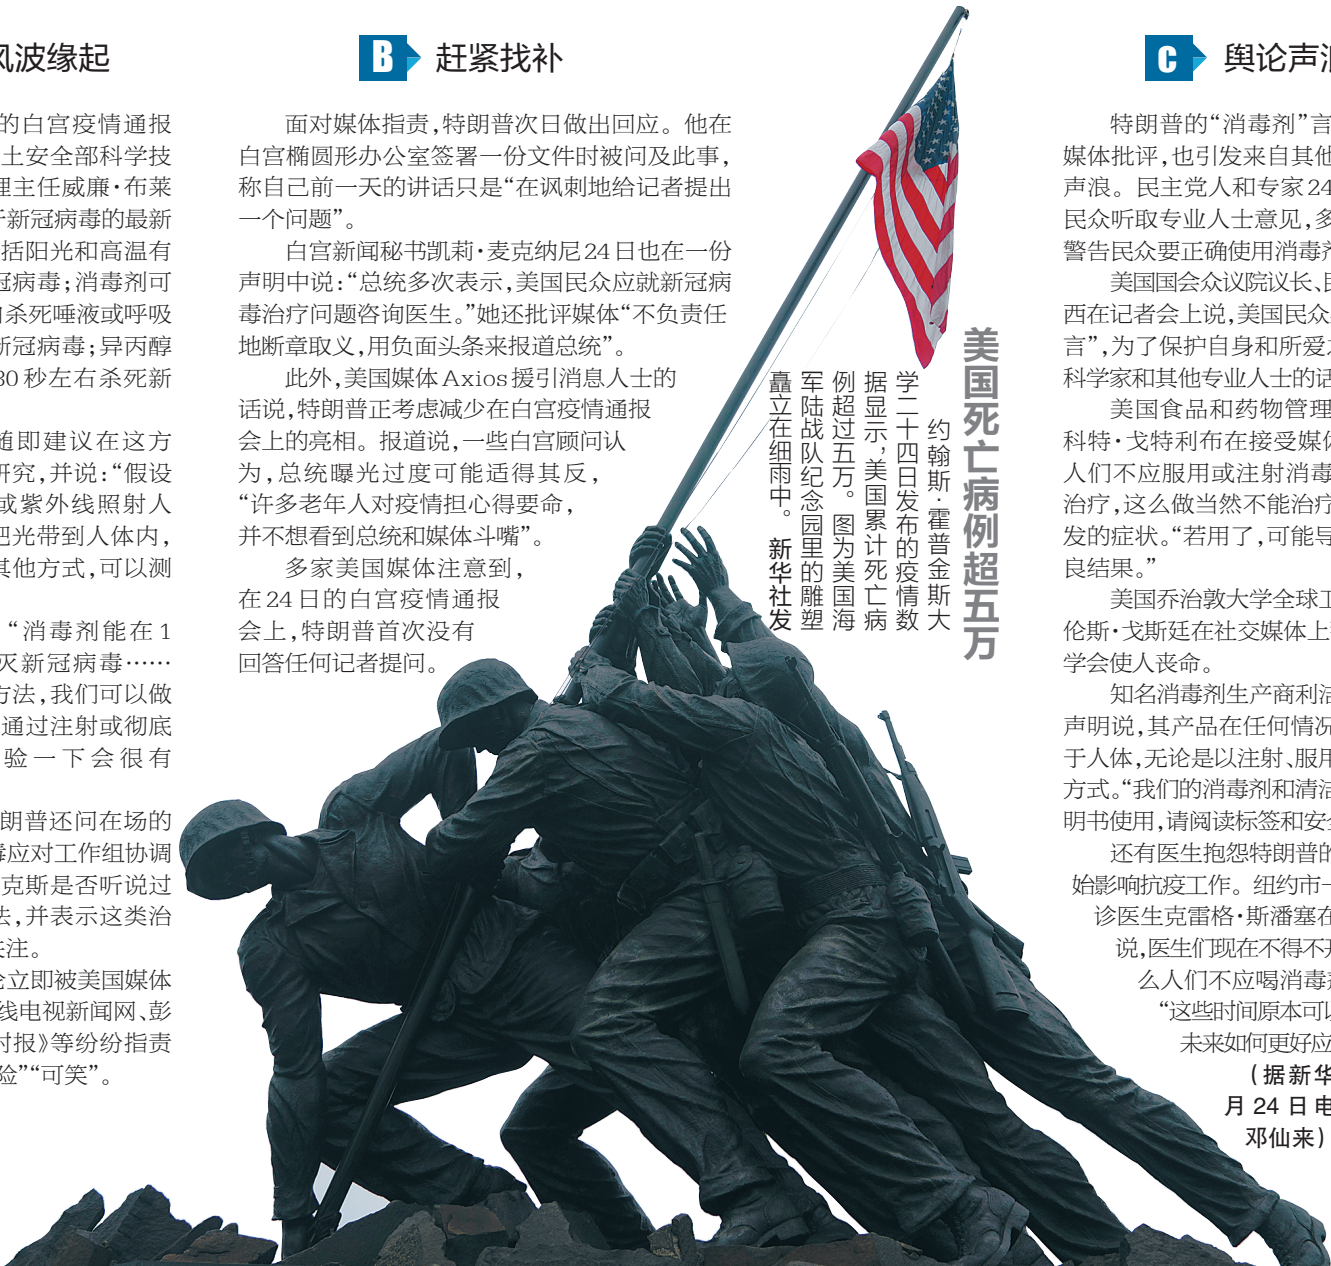 风波缘起
的白宫疫情通报
土安全部科学技
理主任威廉·布莱
于新冠病毒的最新
括阳光和高温有
冠病毒；消毒剂可
内杀死唾液或呼吸
新冠病毒；异丙醇
30秒左右杀死新
随即建议在这方
研究，并说：“假设
或紫外线照射人
把光带到人体内，
其他方式，可以测
“消毒剂能在1
灭新冠病毒……
方法，我们可以做
通过注射或彻底
验一下会很有
朗普还问在场的
毒应对工作组协调
克斯是否听说过
法，并表示这类治
关注。
论立即被美国媒体
线电视新闻网、彭
时报》等纷纷指责
险”“可笑”。
B 赶紧找补
面对媒体指责，特朗普次日做出回应。他在
白宫椭圆形办公室签署一份文件时被问及此事，
称自己前一天的讲话只是“在讽刺地给记者提出
一个问题”。
白宫新闻秘书凯莉·麦克纳尼24日也在一份
声明中说：“总统多次表示，美国民众应就新冠病
毒治疗问题咨询医生。”她还批评媒体“不负责任
地断章取义，用负面头条来报道总统”。
此外，美国媒体Axios援引消息人士的
话说，特朗普正考虑减少在白宫疫情通报
会上的亮相。报道说，一些白宫顾问认
为，总统曝光过度可能适得其反，
“许多老年人对疫情担心得要命，
并不想看到总统和媒体斗嘴”。
多家美国媒体注意到，
在24日的白宫疫情通报
会上，特朗普首次没有
回答任何记者提问。
美国死亡病例超五万
约翰斯·霍普金斯大
学二十四日发布的疫情数
据显示，美国累计死亡病
例超过五万。图为美国海
军陆战队纪念园里的雕塑
矗立在细雨中。 新华社发
C 舆论声浪
特朗普的“消毒剂”言
媒体批评，也引发来自其他
声浪。民主党人和专家24
民众听取专业人士意见，多
警告民众要正确使用消毒剂
美国国会众议院议长、民
西在记者会上说，美国民众
言”，为了保护自身和所爱之
科学家和其他专业人士的话
美国食品和药物管理
科特·戈特利布在接受媒体
人们不应服用或注射消毒
治疗，这么做当然不能治疗
发的症状。“若用了，可能导
良结果。”
美国乔治敦大学全球卫
伦斯·戈斯廷在社交媒体上
学会使人丧命。
知名消毒剂生产商利洁
声明说，其产品在任何情况
于人体，无论是以注射、服用
方式。“我们的消毒剂和清洁
明书使用，请阅读标签和安全
还有医生抱怨特朗普的
始影响抗疫工作。纽约市一
诊医生克雷格·斯潘塞在
说，医生们现在不得不开
么人们不应喝消毒剂
“这些时间原本可以
未来如何更好应
（据新华
月24日电
邓仙来）